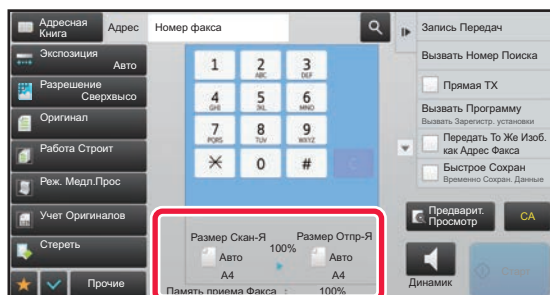 Адресная
Книга
Адрес
Номер факса
Экспозиция
Авто
Разрешение
Сверхвысо
Оригинал
Работа Строит
Реж. Медл.Прос
Учет Оригиналов
Стереть
Прочие
1
2
ABC
3
DEF
4
GHI
5
JKL
6
MNO
7
PQRS
8
TUV
9
WXYZ
0
#
C
Размер Скан-Я
Размер Отпр-Я
100%
Авто
Авто
A4
A4
Память приема Факса : 100%
Запись Передач
Вызвать Номер Поиска
Прямая TX
Вызвать Программу
Вызвать Зарегистр. установки
Передать То Же Изоб.
как Адрес Факса
Быстрое Сохран
Временно Сохран. Данные
Предварит.
Просмотр
CA
Динамик
Старт